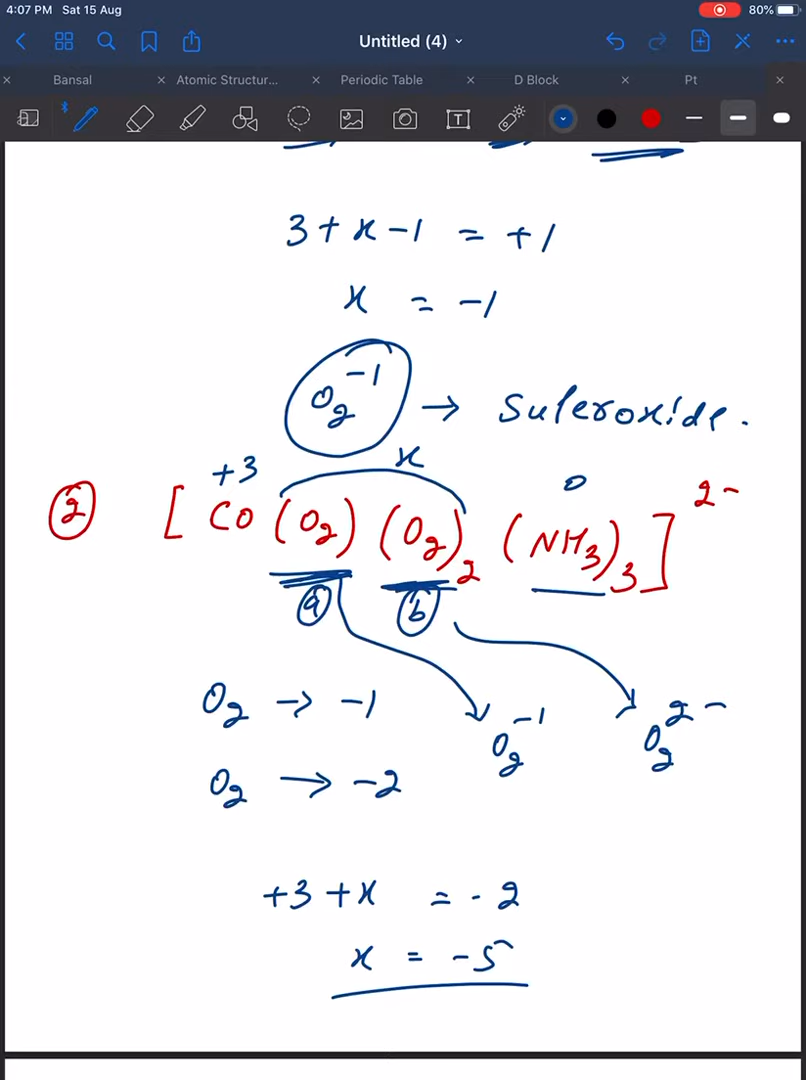 4:07 PM Sat 15 Aug 80%
Untitled (4)
Bansal Atomic Structur... Periodic Table D Block Pt
T
3 + x - 1 = + 1
x = -1
O₂⁻¹ → Suleroxide.
+3 x 0
② [CO (O₂) (O₂)₂ (NH₃)₃]²⁻
ⓐ ⓑ
O₂ → -1 O₂⁻¹ O₂²⁻
O₂ → -2
+3 + x = - 2
x = -5